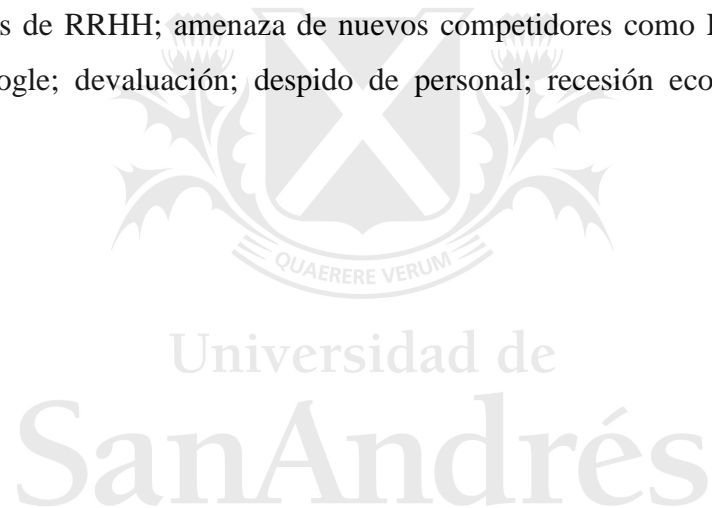 s de RRHH; amenaza de nuevos competidores como
ogle; devaluación; despido de personal; recesión eco
QUAERERE VERUM
Universidad de
SanAndrés